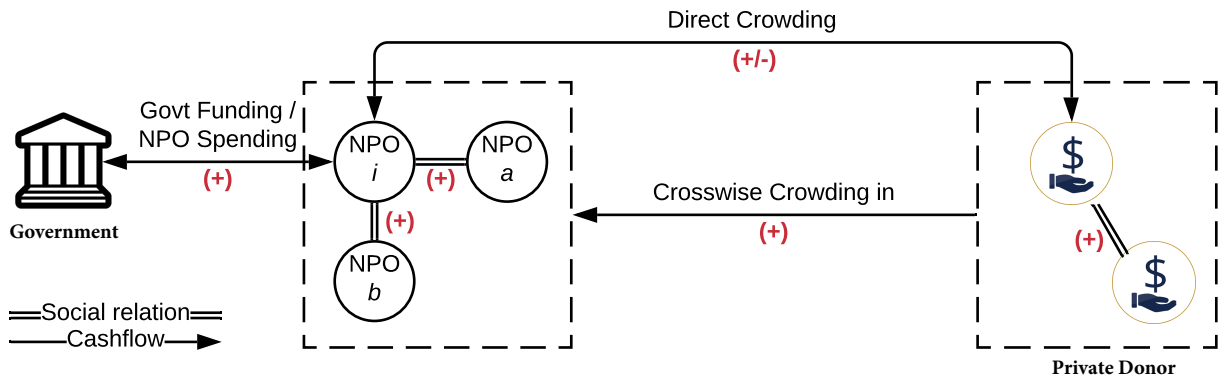 Direct Crowding
(+/-)
Govt Funding /
NPO Spending
(+)
Government
NPO
i
(+)
NPO
a
(+)
NPO
b
Crosswise Crowding in
(+)
$
(+)
$
Private Donor
Social relation
Cashflow